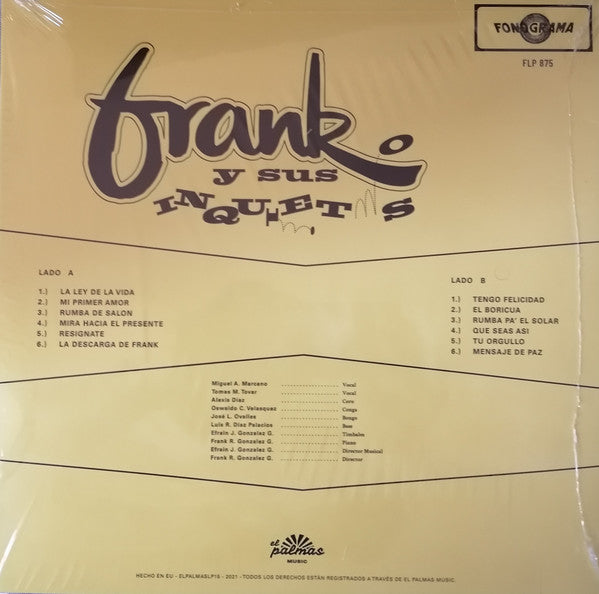 FONOGRAMA
FLP 875
Frank
y sus
INQUIETOS
LADO A
1.) LA LEY DE LA VIDA
2.) MI PRIMER AMOR
3.) RUMBA DE SALON
4.) MIRA HACIA EL PRESENTE
5.) RESIGNATE
6.) LA DESCARGA DE FRANK
LADO B
1.) TENGO FELICIDAD
2.) EL BORICUA
3.) RUMBA PA' EL SOLAR
4.) QUE SEAS ASI
5.) TU ORGULLO
6.) MENSAJE DE PAZ
Miguel A. Marcano .................... Vocal
Tomas M. Tovar .................... Vocal
Alexis Diaz .................... Coro
Oswaldo C. Velasquez .................... Conga
José L. Ovalles .................... Bongo
Luis R. Diaz Palacios .................... Base
Efrain J. Gonzalez G. .................... Timbales
Frank R. Gonzalez G. .................... Piano
Efrain J. Gonzalez G. .................... Director Musical
Frank R. Gonzalez G. .................... Director
el palmas
MUSIC
HECHO EN EU - ELPALMASLP15 - 2021 - TODOS LOS DERECHOS ESTÁN REGISTRADOS A TRAVÉS DE EL PALMAS MUSIC.